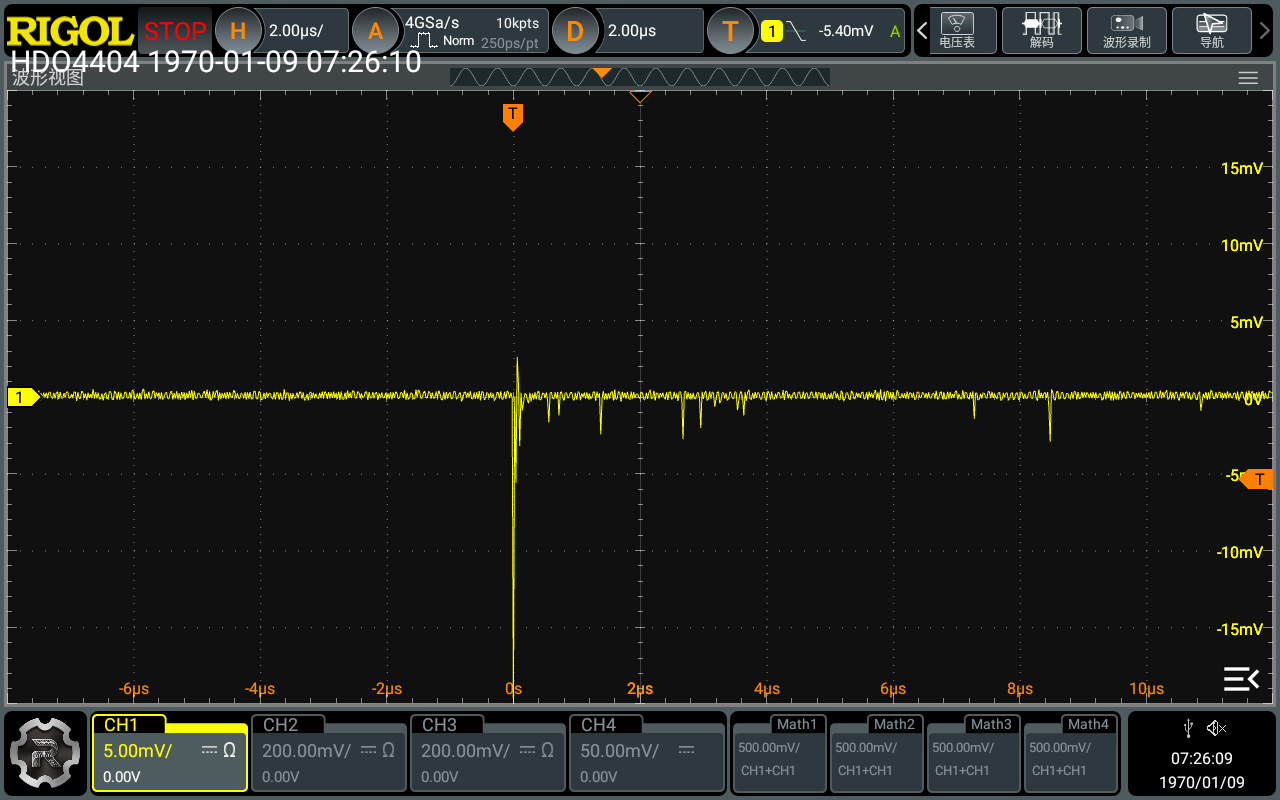 RIGOL STOP H 2.00µs/ A 4GSa/s 10kpts Norm 250ps/pt D 2.00µs T 1 -5.40mV A 电压表 解码 波形录制 导航
HDO4404 1970-01-09 07:26:10
波形视图
T
15mV
10mV
5mV
1
0V
-5
T
-10mV
-15mV
-6µs -4µs -2µs 0s 2µs 4µs 6µs 8µs 10µs
CH1 CH2 CH3 CH4 Math1 Math2 Math3 Math4
5.00mV/ Ω 200.00mV/ Ω 200.00mV/ Ω 50.00mV/ 500.00mV/ 500.00mV/ 500.00mV/ 500.00mV/
0.00V 0.00V 0.00V 0.00V CH1+CH1 CH1+CH1 CH1+CH1 CH1+CH1
R
07:26:09
1970/01/09